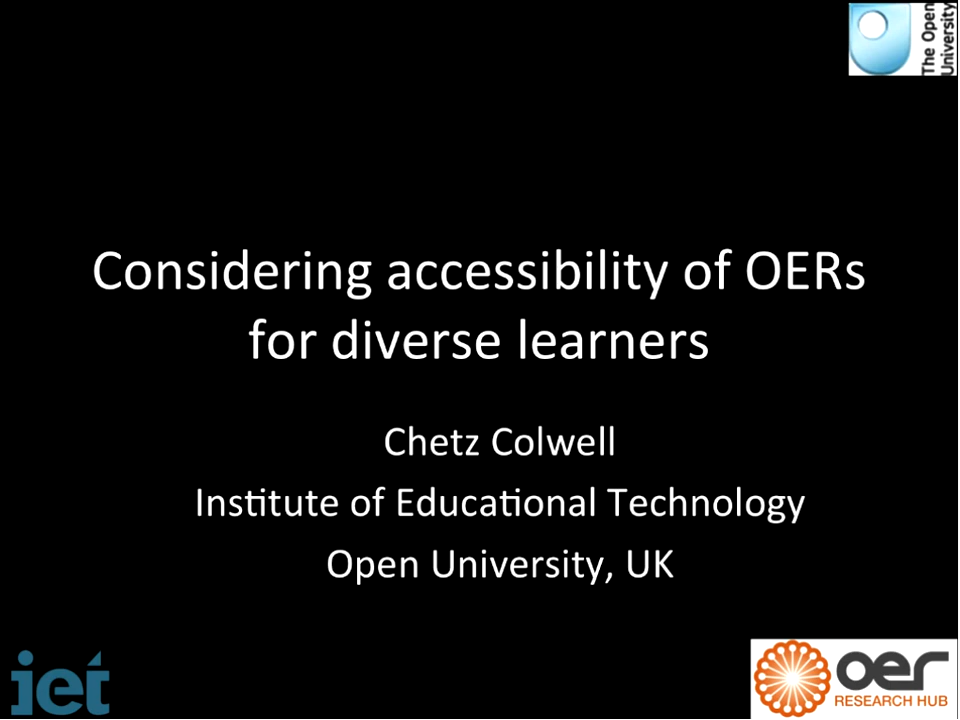 The Open
University
Considering accessibility of OERs
for diverse learners
Chetz Colwell
Institute of Educational Technology
Open University, UK
iet
oer
RESEARCH HUB